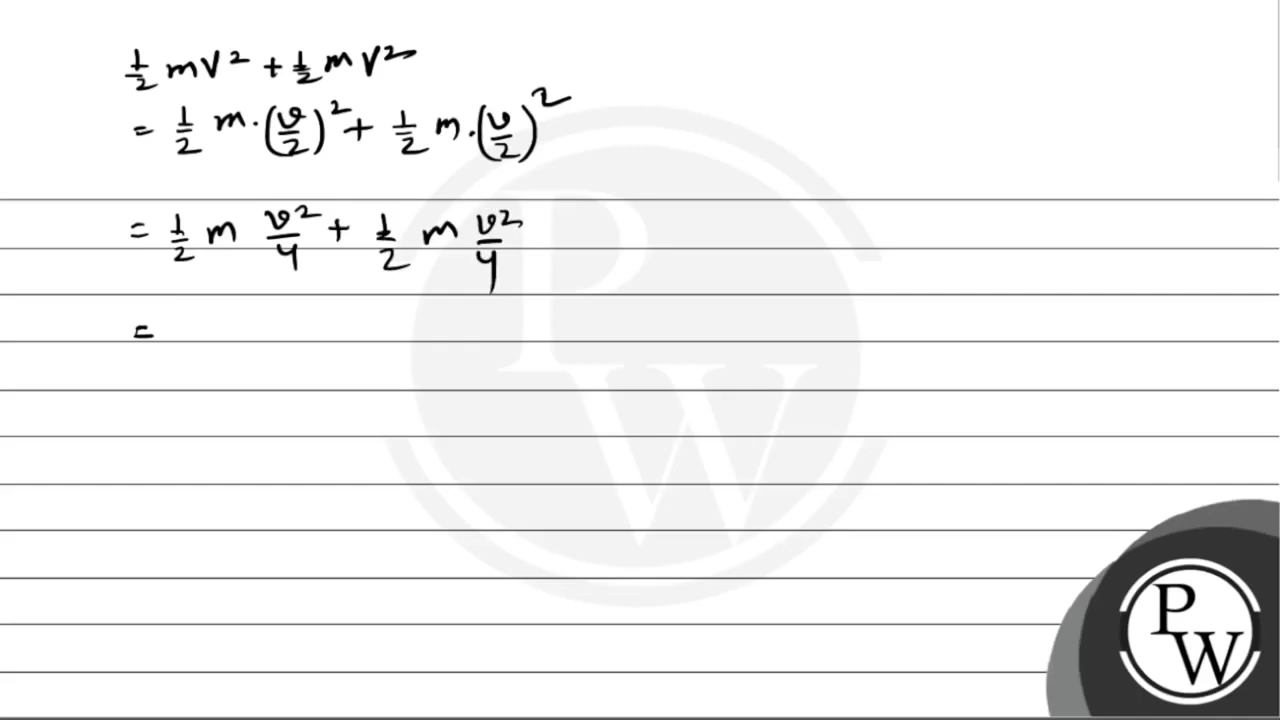 ½ mV² + ½ mV²
= ½ m·(v/2)² + ½ m·(v/2)²
= ½ m v²/4 + ½ m v²/4
=
PW
PW